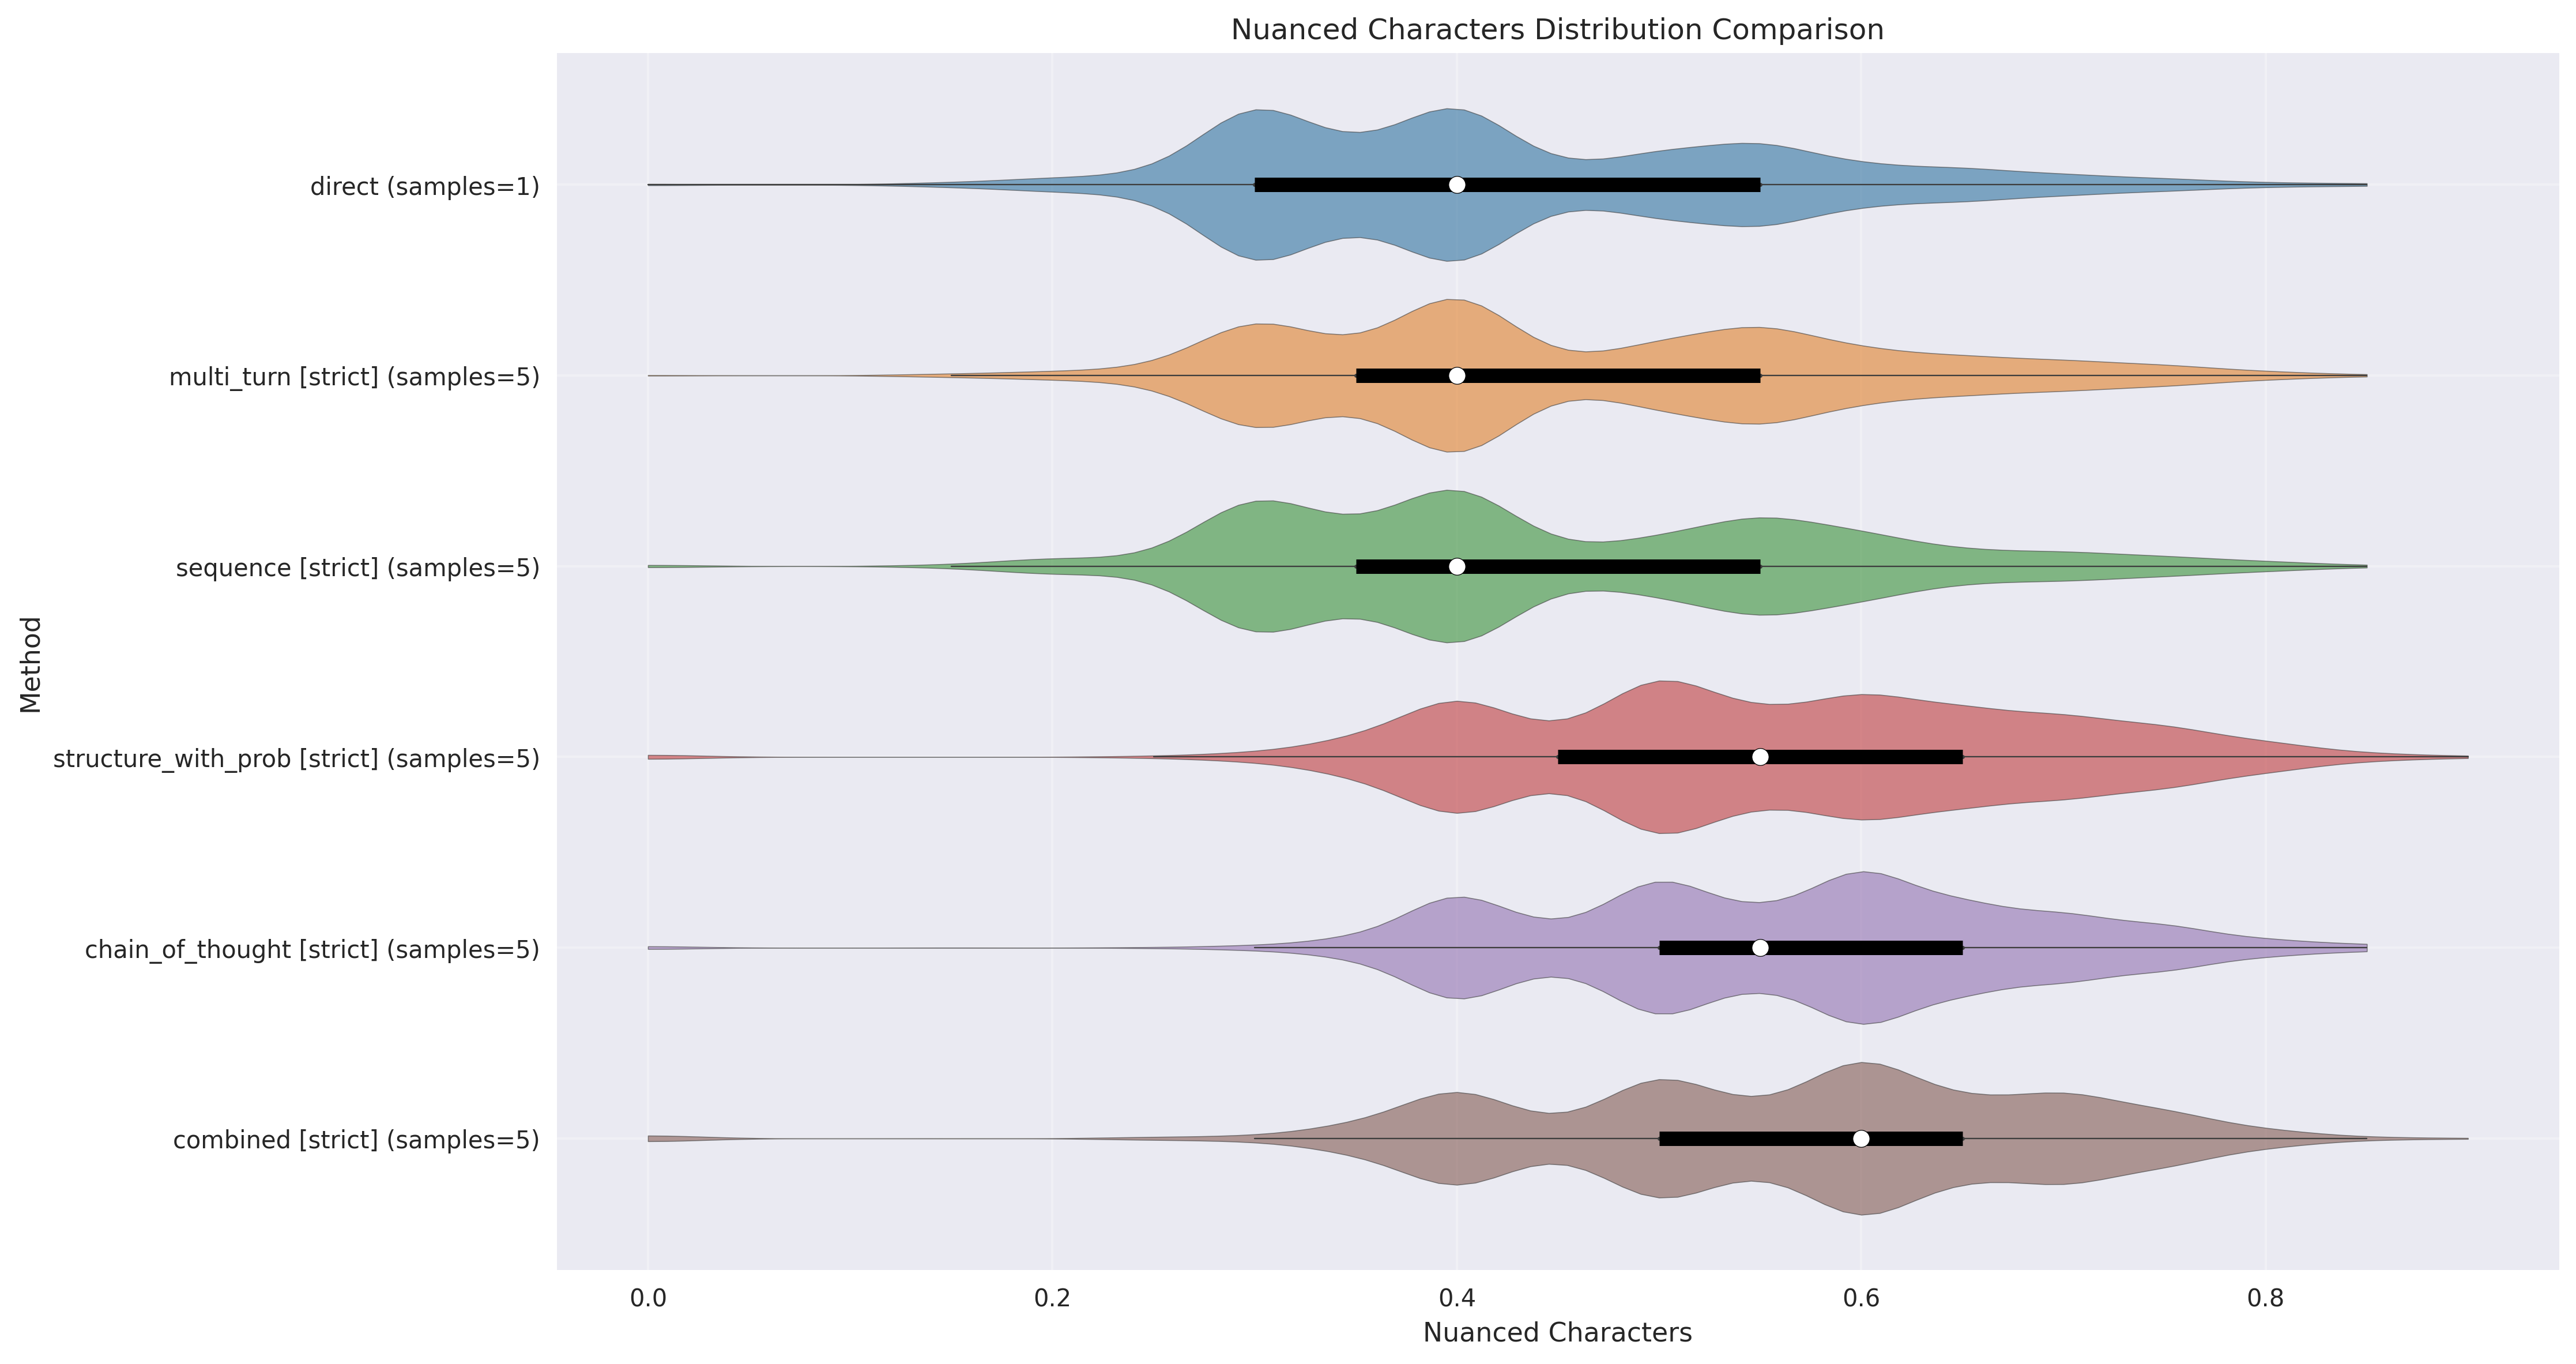 Nuanced Characters Distribution Comparison
Method
direct (samples=1)
multi_turn [strict] (samples=5)
sequence [strict] (samples=5)
structure_with_prob [strict] (samples=5)
chain_of_thought [strict] (samples=5)
combined [strict] (samples=5)
0.0 0.2 0.4 0.6 0.8
Nuanced Characters